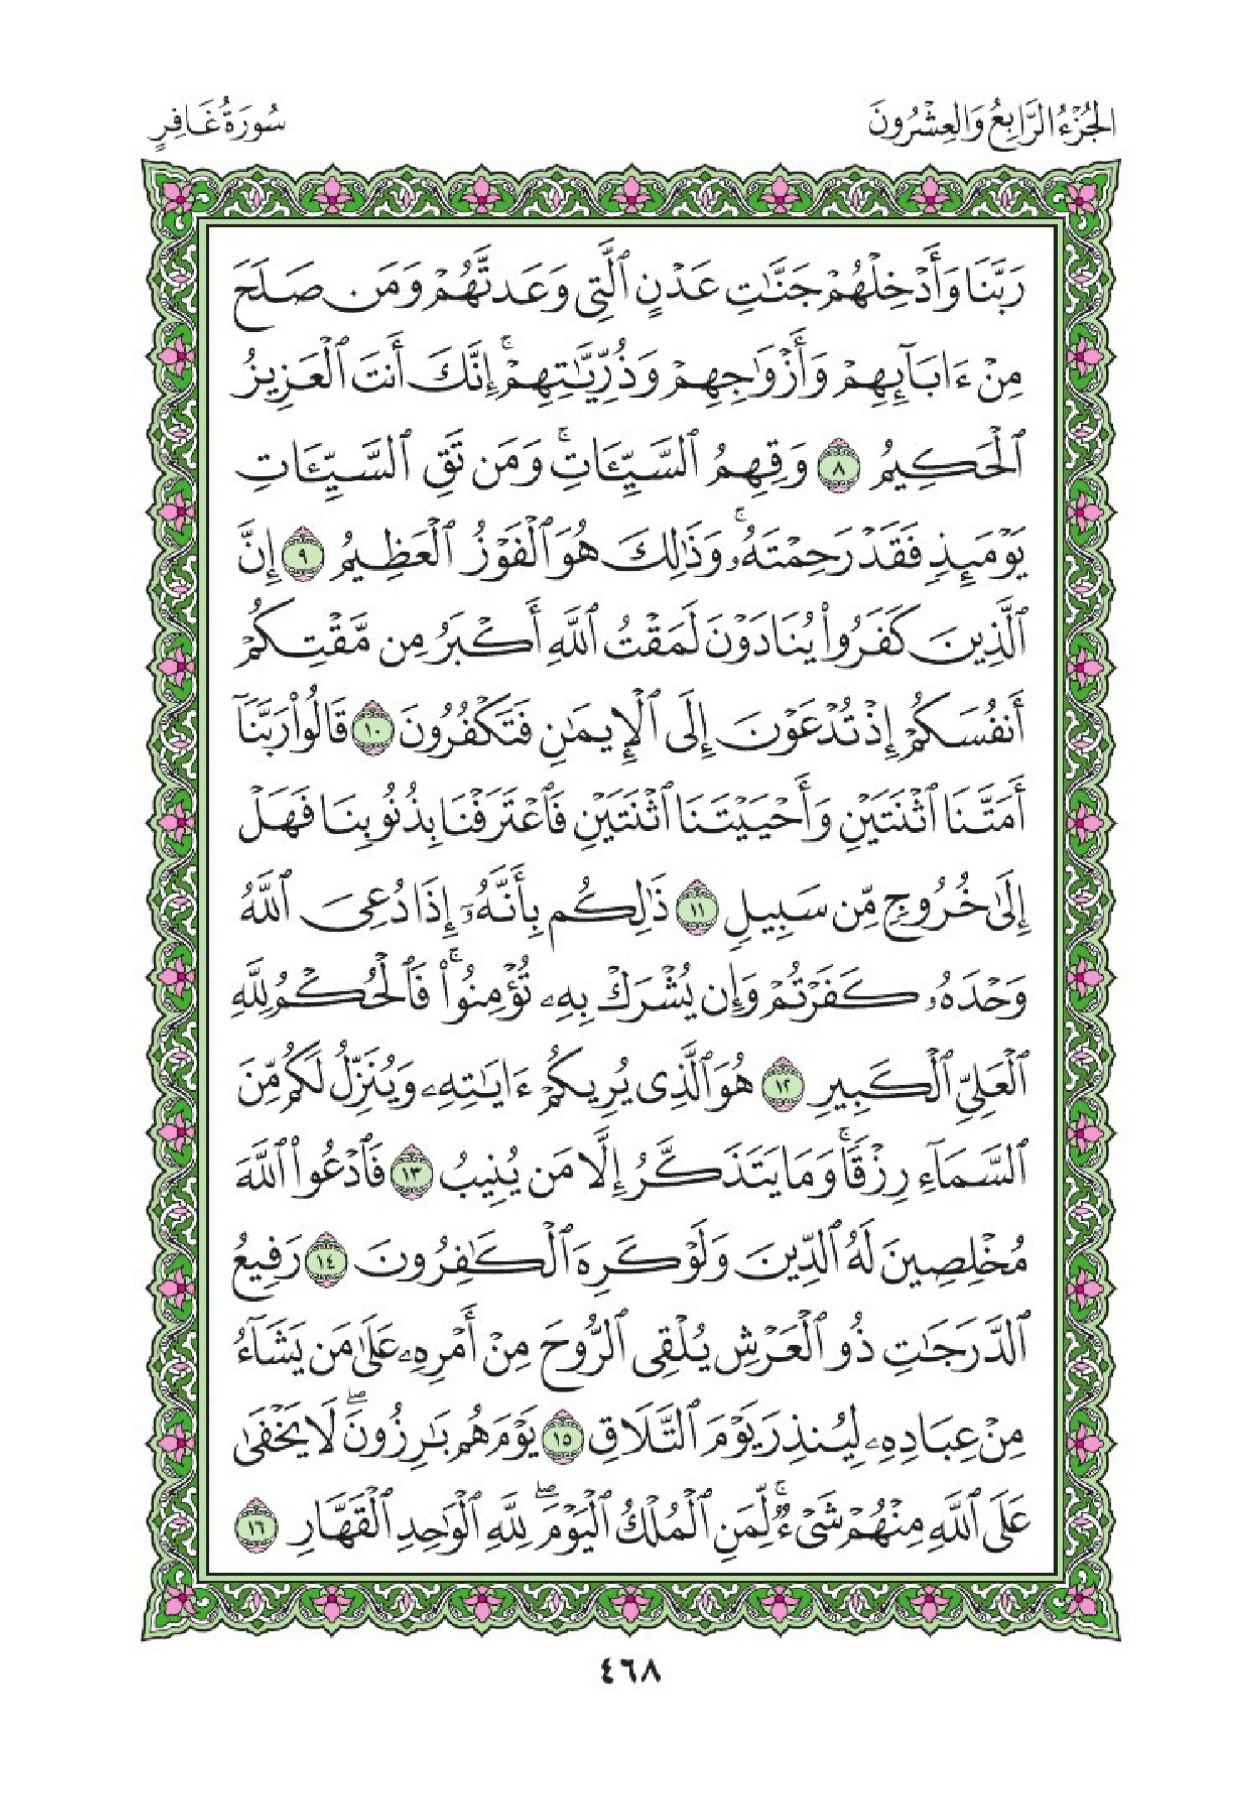 الجُزْءُ الرَّابِعُ وَالعِشْرُونَ
سُورَةُ غَافِرٍ
رَبَّنَا وَأَدْخِلْهُمْ جَنَّٰتِ عَدْنٍ ٱلَّتِى وَعَدتَّهُمْ وَمَن صَلَحَ
مِنْ ءَابَآئِهِمْ وَأَزْوَٰجِهِمْ وَذُرِّيَّٰتِهِمْۚ إِنَّكَ أَنتَ ٱلْعَزِيزُ
ٱلْحَكِيمُ ٨ وَقِهِمُ ٱلسَّيِّـَٔاتِۚ وَمَن تَقِ ٱلسَّيِّـَٔاتِ
يَوْمَئِذٍ فَقَدْ رَحِمْتَهُۥۚ وَذَٰلِكَ هُوَ ٱلْفَوْزُ ٱلْعَظِيمُ ٩ إِنَّ
ٱلَّذِينَ كَفَرُوا۟ يُنَادَوْنَ لَمَقْتُ ٱللَّهِ أَكْبَرُ مِن مَّقْتِكُمْ
أَنفُسَكُمْ إِذْ تُدْعَوْنَ إِلَى ٱلْإِيمَٰنِ فَتَكْفُرُونَ ١٠ قَالُوا۟ رَبَّنَآ
أَمَتَّنَا ٱثْنَتَيْنِ وَأَحْيَيْتَنَا ٱثْنَتَيْنِ فَٱعْتَرَفْنَا بِذُنُوبِنَا فَهَلْ
إِلَىٰ خُرُوجٍ مِّن سَبِيلٍ ١١ ذَٰلِكُم بِأَنَّهُۥٓ إِذَا دُعِىَ ٱللَّهُ
وَحْدَهُۥ كَفَرْتُمْ وَإِن يُشْرَكْ بِهِۦ تُؤْمِنُوا۟ۚ فَٱلْحُكْمُ لِلَّهِ
ٱلْعَلِىِّ ٱلْكَبِيرِ ١٢ هُوَ ٱلَّذِى يُرِيكُمْ ءَايَٰتِهِۦ وَيُنَزِّلُ لَكُم مِّنَ
ٱلسَّمَآءِ رِزْقًاۚ وَمَا يَتَذَكَّرُ إِلَّا مَن يُنِيبُ ١٣ فَٱدْعُوا۟ ٱللَّهَ
مُخْلِصِينَ لَهُ ٱلدِّينَ وَلَوْ كَرِهَ ٱلْكَٰفِرُونَ ١٤ رَفِيعُ
ٱلدَّرَجَٰتِ ذُو ٱلْعَرْشِ يُلْقِى ٱلرُّوحَ مِنْ أَمْرِهِۦ عَلَىٰ مَن يَشَآءُ
مِنْ عِبَادِهِۦ لِيُنذِرَ يَوْمَ ٱلتَّلَاقِ ١٥ يَوْمَ هُم بَٰرِزُونَۖ لَا يَخْفَىٰ
عَلَى ٱللَّهِ مِنْهُمْ شَىْءٌۚ لِّمَنِ ٱلْمُلْكُ ٱلْيَوْمَۖ لِلَّهِ ٱلْوَٰحِدِ ٱلْقَهَّارِ ١٦
٤٦٨